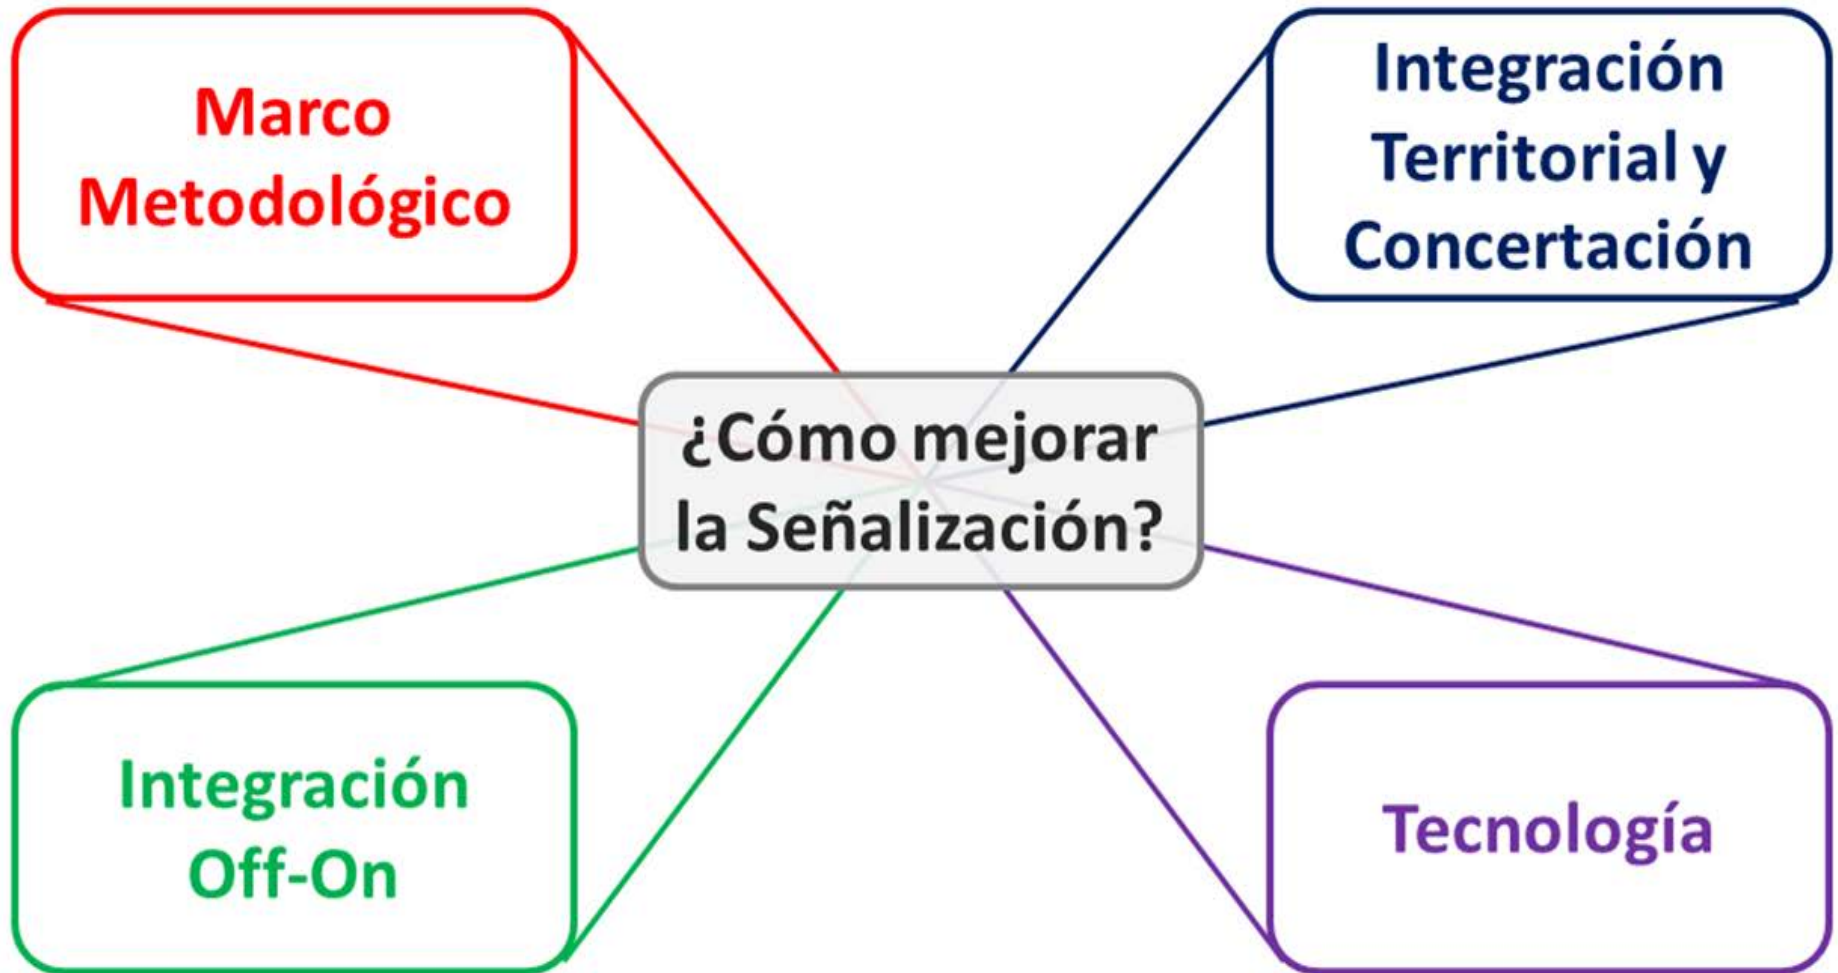 Marco
Metodológico
Integración
Territorial y
Concertación
¿Cómo mejorar
la Señalización?
Integración
Off-On
Tecnología